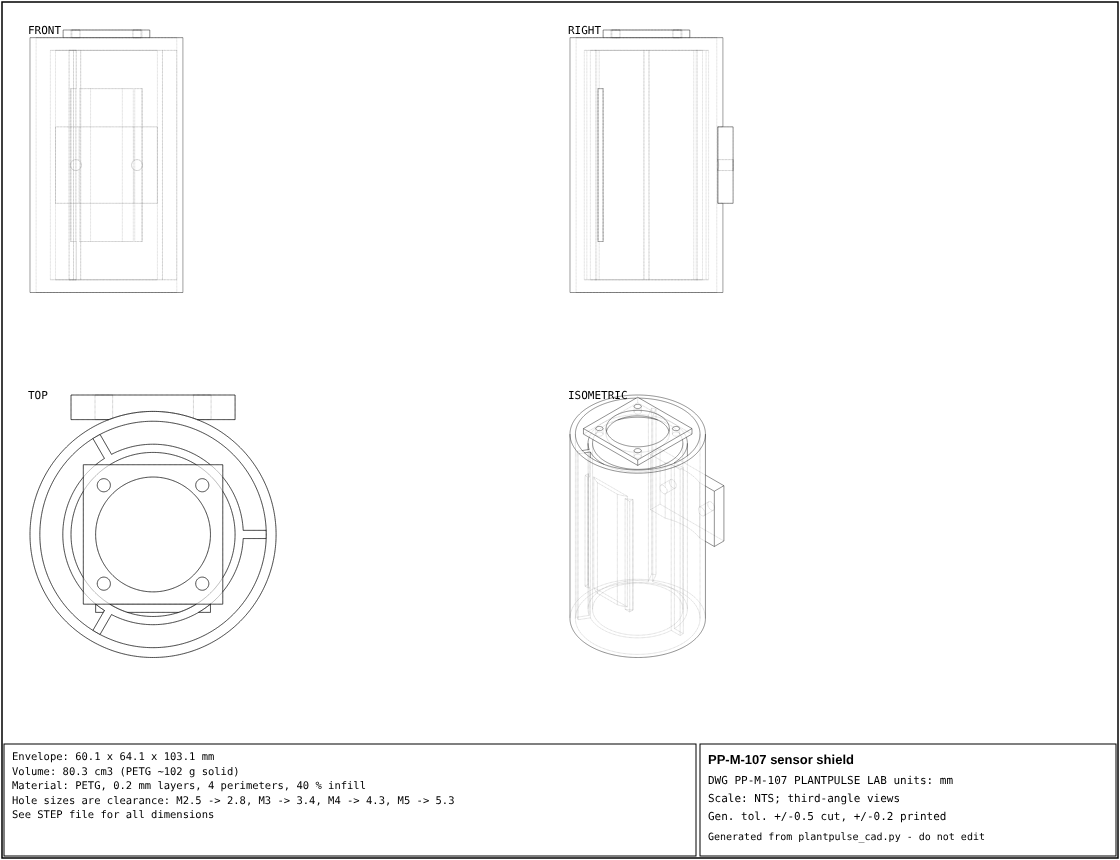 FRONT
RIGHT
TOP
ISOMETRIC
Envelope: 60.1 x 64.1 x 103.1 mm
Volume: 80.3 cm3 (PETG ~102 g solid)
Material: PETG, 0.2 mm layers, 4 perimeters, 40 % infill
Hole sizes are clearance: M2.5 -> 2.8, M3 -> 3.4, M4 -> 4.3, M5 -> 5.3
See STEP file for all dimensions
PP-M-107 sensor shield
DWG PP-M-107 PLANTPULSE LAB units: mm
Scale: NTS; third-angle views
Gen. tol. +/-0.5 cut, +/-0.2 printed
Generated from plantpulse_cad.py - do not edit